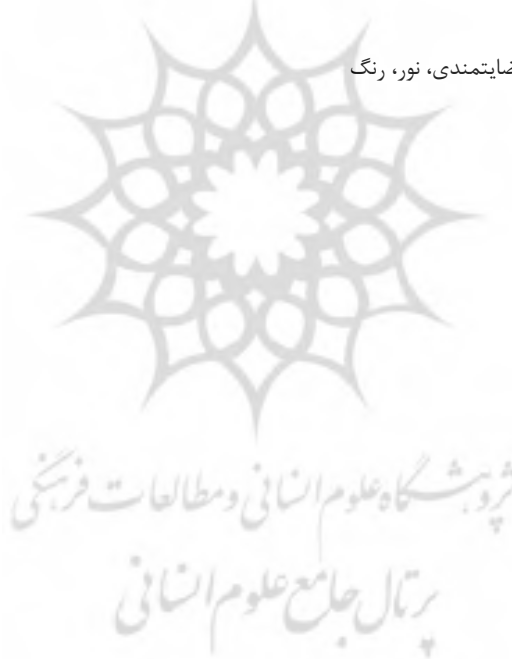 ضایتمندی، نور، رنگ
ژوهشگاه علوم انسانی و مطالعات فرهنگی
پرتال جامع علوم انسانی